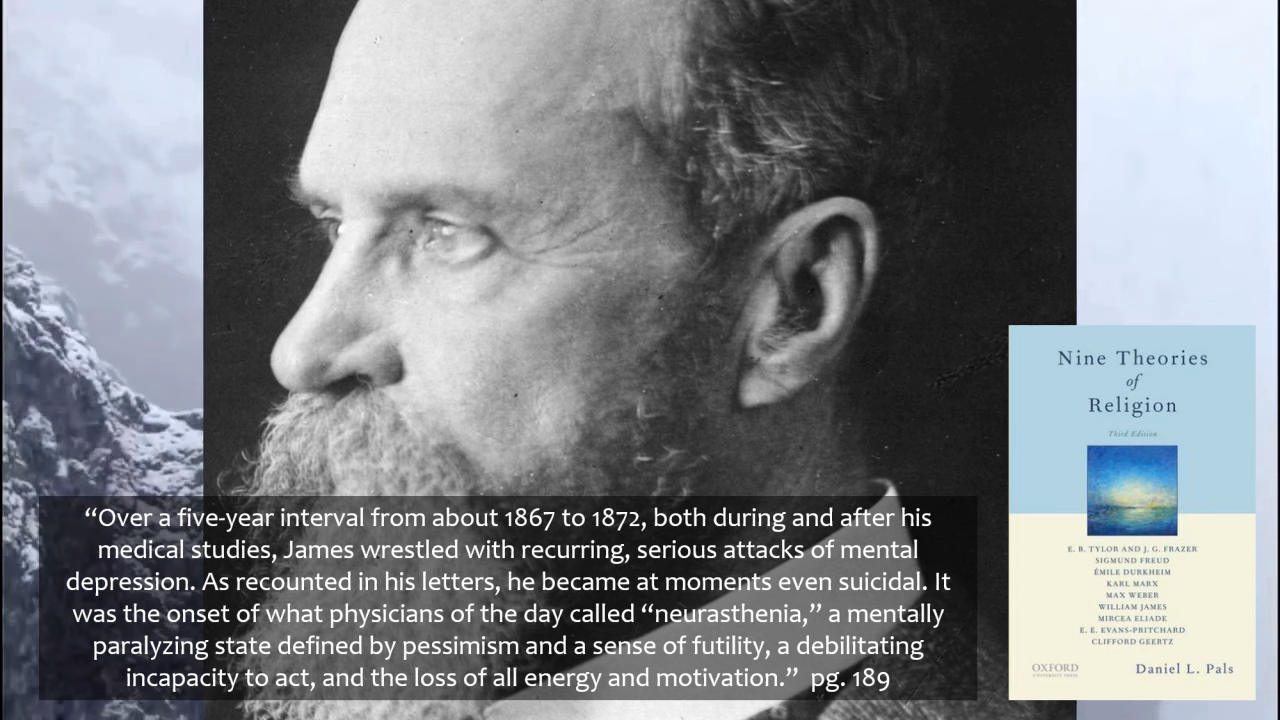 “Over a five-year interval from about 1867 to 1872, both during and after his
medical studies, James wrestled with recurring, serious attacks of mental
depression. As recounted in his letters, he became at moments even suicidal. It
was the onset of what physicians of the day called “neurasthenia,” a mentally
paralyzing state defined by pessimism and a sense of futility, a debilitating
incapacity to act, and the loss of all energy and motivation.” pg. 189
Nine Theories
of
Religion
Third Edition
E. B. TYLOR AND J. G. FRAZER
SIGMUND FREUD
ÉMILE DURKHEIM
KARL MARX
MAX WEBER
WILLIAM JAMES
MIRCEA ELIADE
E. E. EVANS-PRITCHARD
CLIFFORD GEERTZ
OXFORD
UNIVERSITY PRESS
Daniel L. Pals